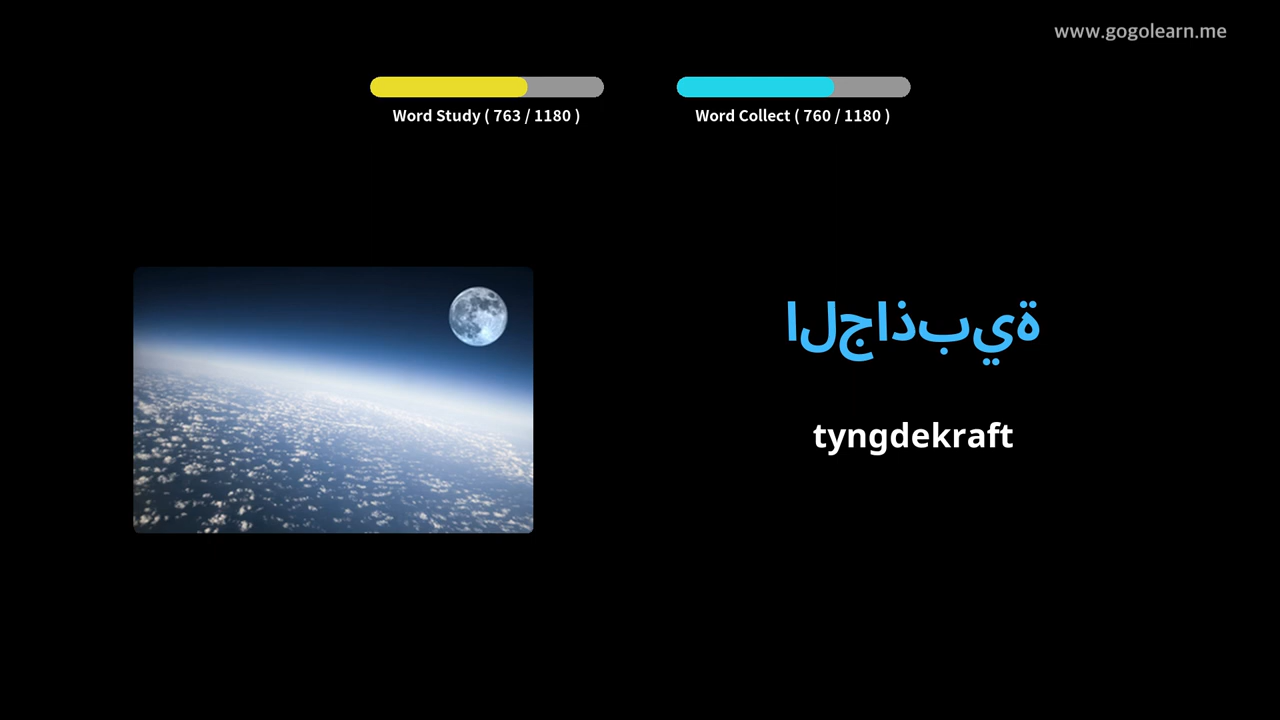 www.gogolearn.me
Word Study ( 763 / 1180 )
Word Collect ( 760 / 1180 )
الجاذبية
tyngdekraft